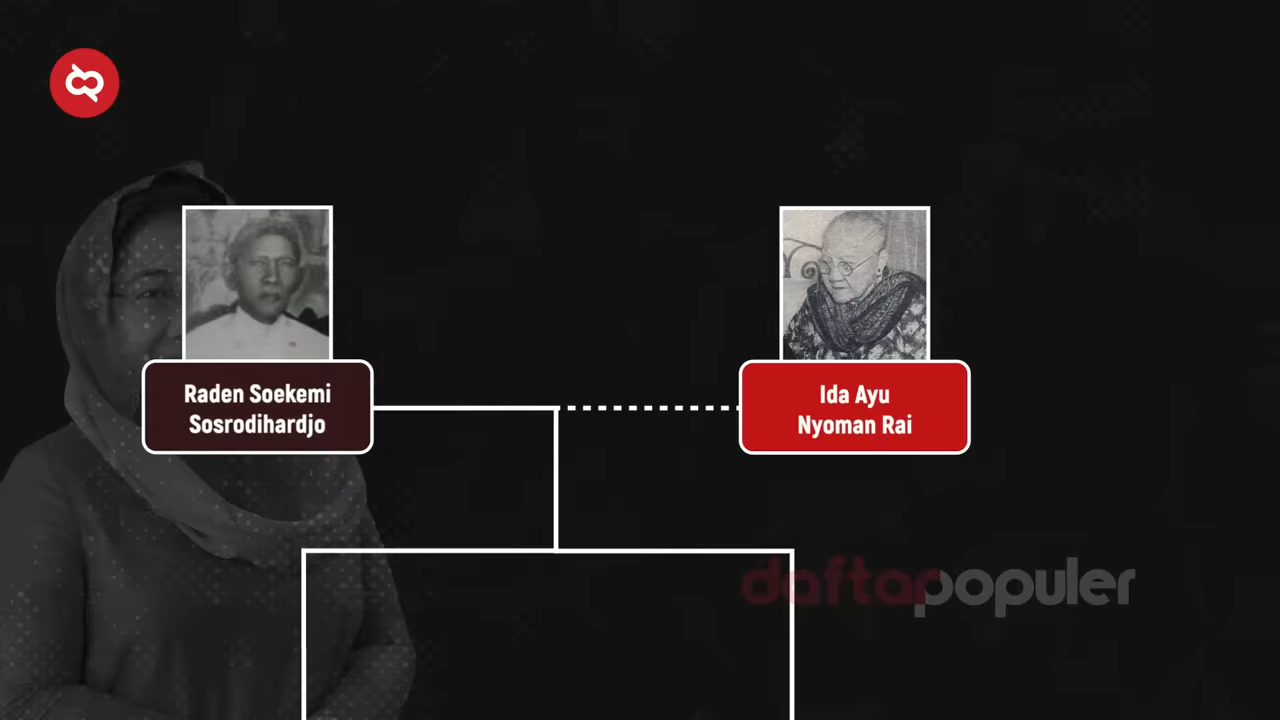 Raden Soekemi
Sosrodihardjo
Ida Ayu
Nyoman Rai
daftarpopuler